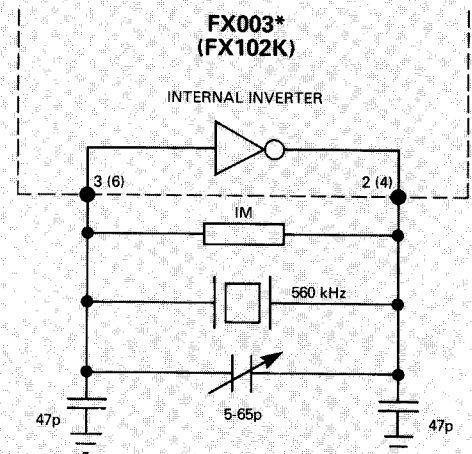 FX003*
(FX102K)
INTERNAL INVERTER
3 (6)
2 (4)
IM
560 kHz
5-65p
47p
47p